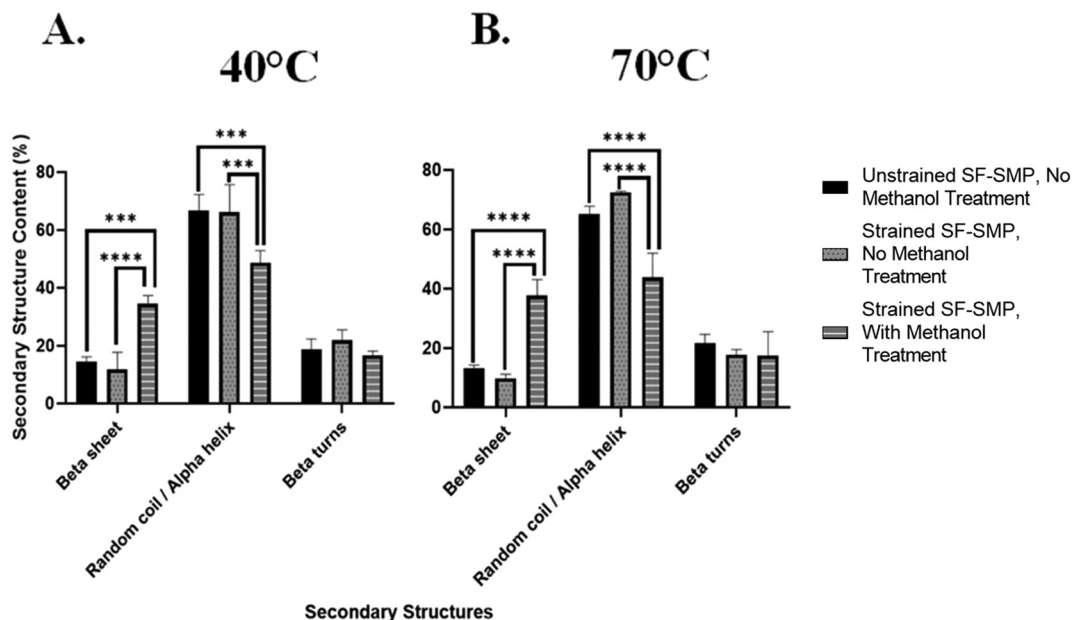 A.
40°C
B.
70°C
Secondary Structure Content (%)
80
60
40
20
0
***
****
***
***
Beta sheet
Random coil / Alpha helix
Beta turns
80
60
40
20
0
****
****
****
****
Beta sheet
Random coil / Alpha helix
Beta turns
Secondary Structures
Unstrained SF-SMP, No
Methanol Treatment
Strained SF-SMP,
No Methanol
Treatment
Strained SF-SMP,
With Methanol
Treatment